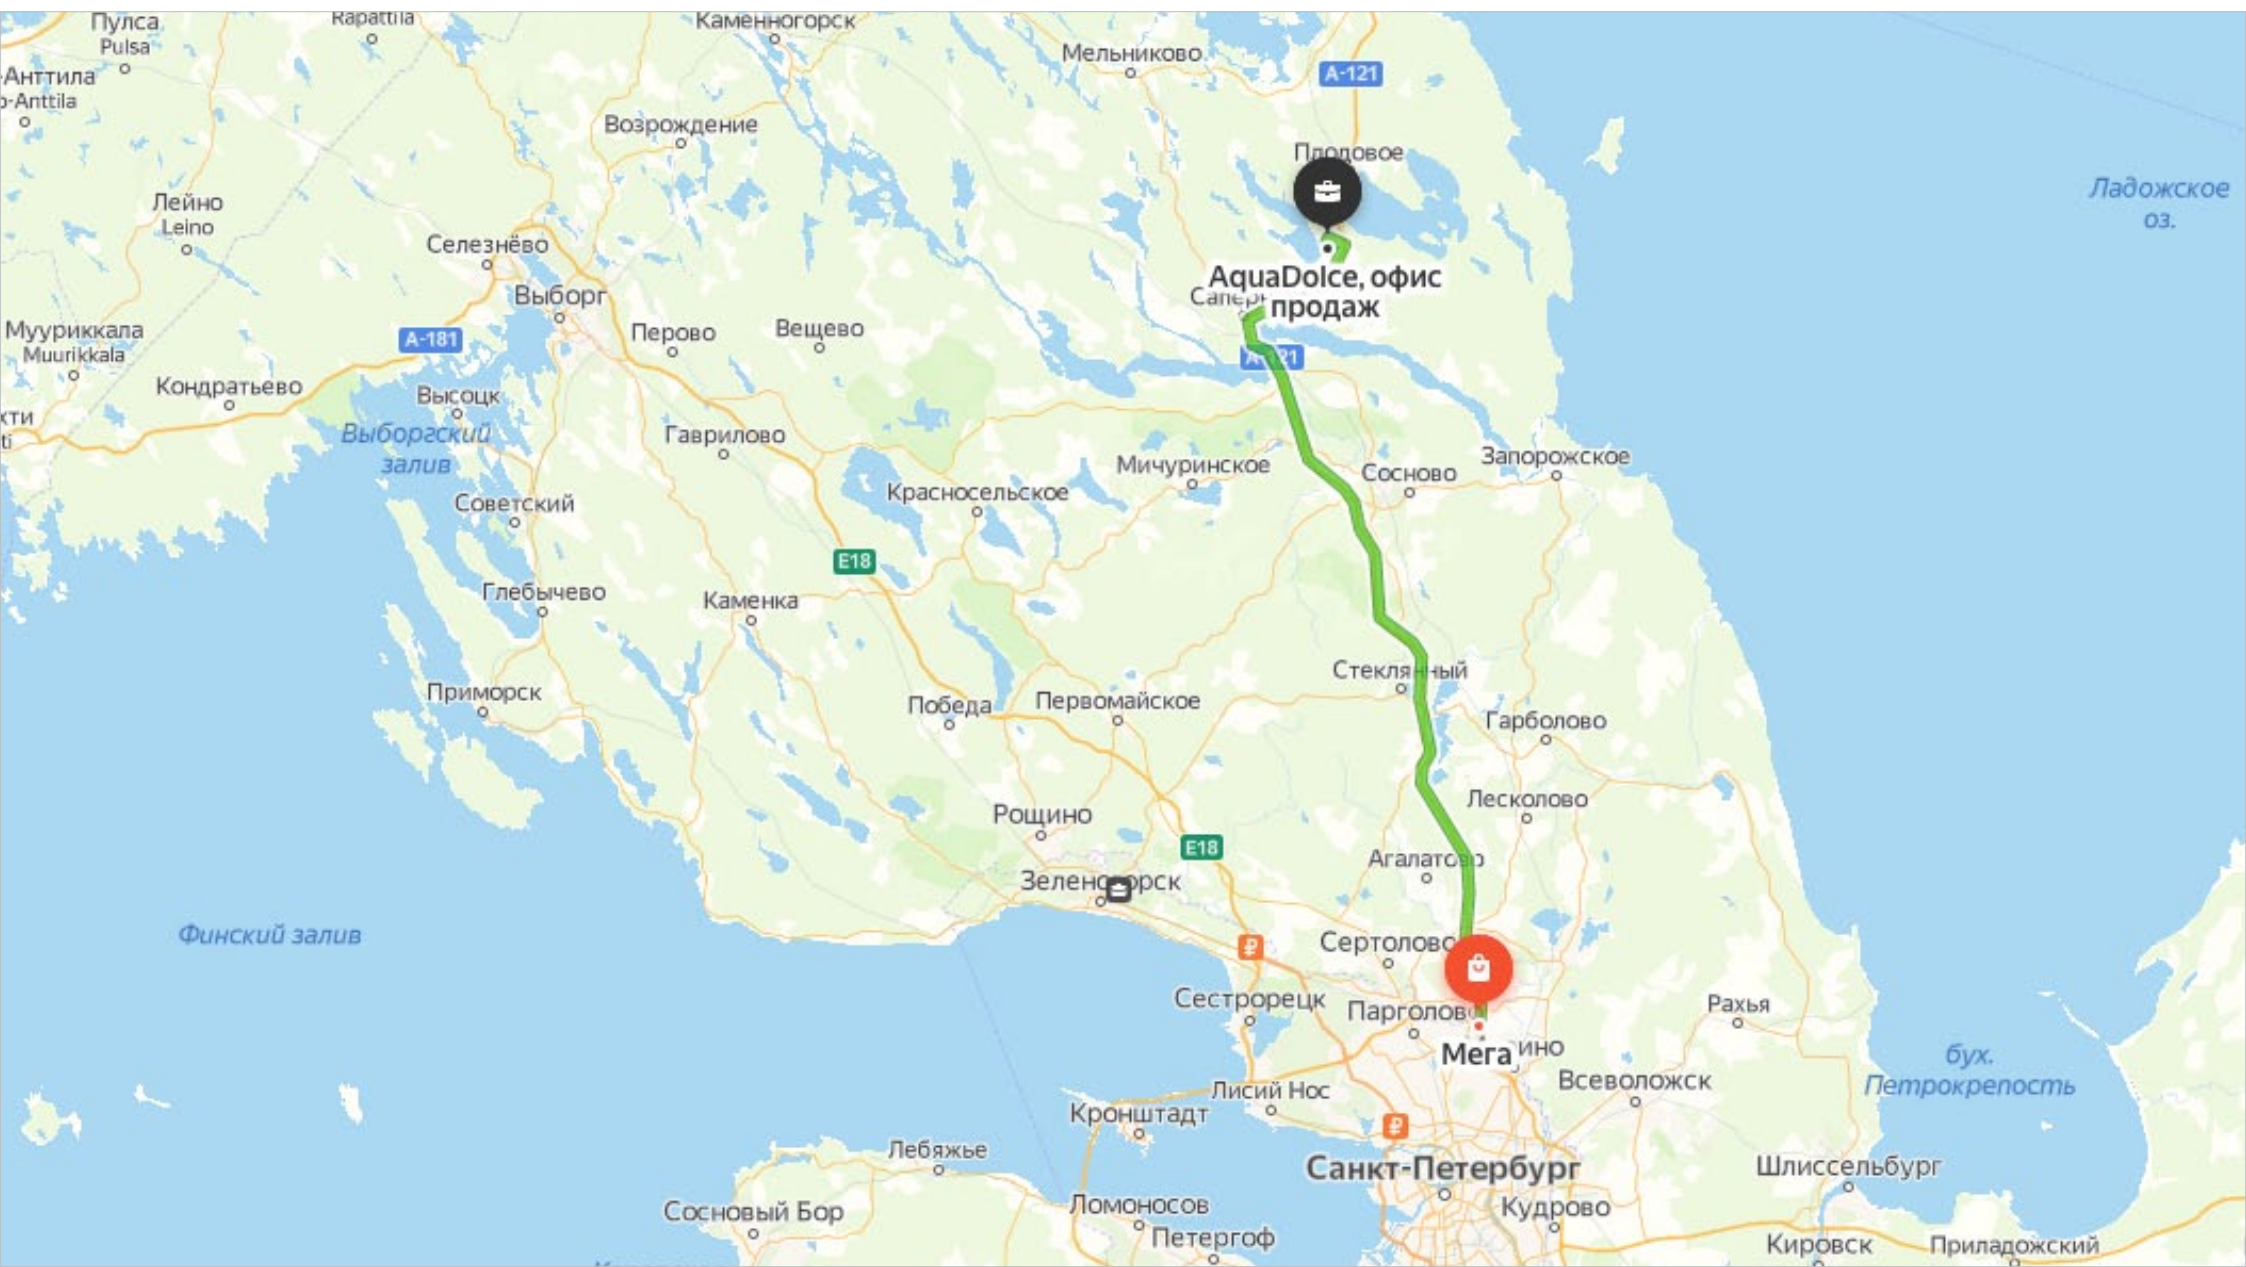 Пулса
Pulsa
Rapattila
Каменногорск
Мельниково
А-121
Анттила
o-Anttila
Возрождение
Плодовое
Лейно
Leino
Ладожское
оз.
Селезнёво
AquaDolce, офис
продаж
Выборг
Мууриккала
Muurikkala
А-181
Перово
Вещево
А-121
Кондратьево
Высоцк
Выборгский
залив
Гаврилово
Мичуринское
Сосново
Запорожское
Красносельское
Советский
E18
Глебычево
Каменка
Стеклянный
Приморск
Победа
Первомайское
Гарболово
Рощино
Лесколово
E18
Агалатово
Зеленогорск
Финский залив
Сертолово
Сестрорецк
Парголово
Рахья
Мега
ино
Всеволожск
бух.
Петрокрепость
Лисий Нос
Кронштадт
Лебяжье
Санкт-Петербург
Шлиссельбург
Сосновый Бор
Ломоносов
Кудрово
Петергоф
Кировск
Приладожский